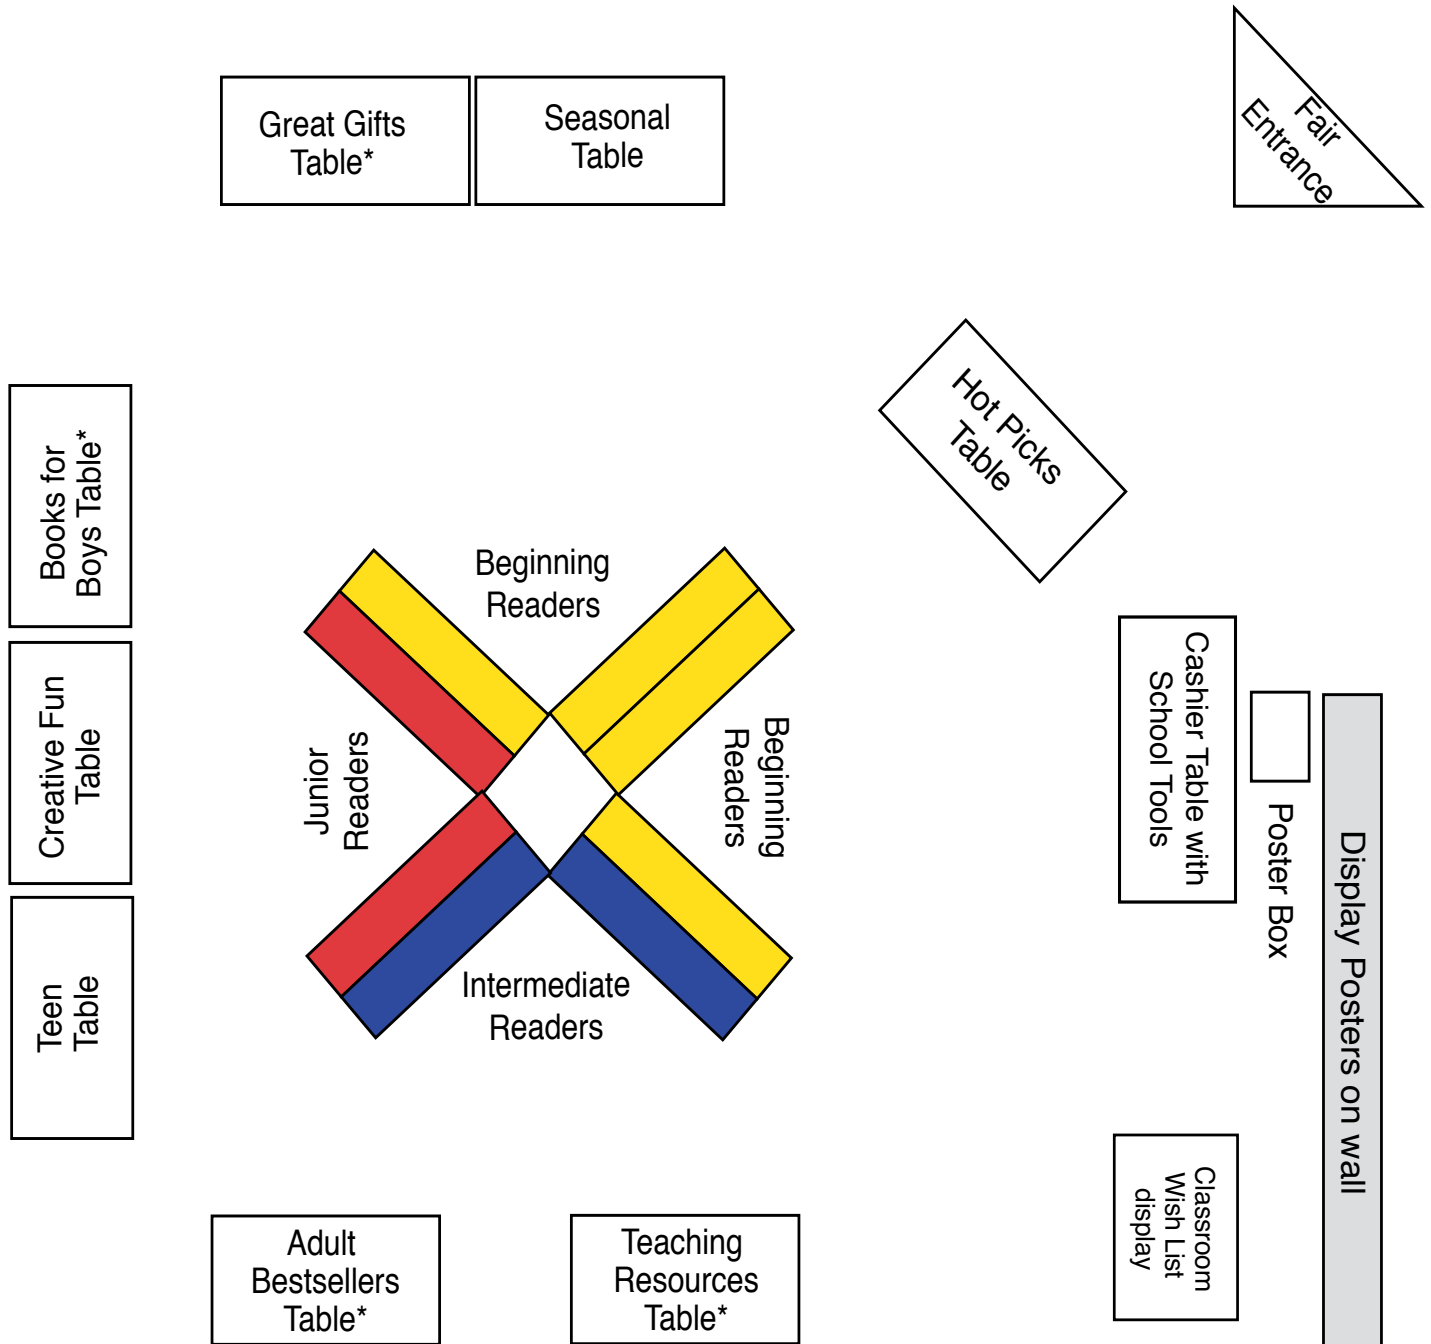 Great Gifts
Table*
Seasonal
Table
Fair
Entrance
Hot Picks
Table
Books for
Boys Table*
Beginning
Readers
Creative Fun
Table
Junior
Readers
Beginning
Readers
Cashier Table with
School Tools
Poster Box
Display Posters on wall
Teen
Table
Intermediate
Readers
Classroom
Wish List
display
Adult
Bestsellers
Table*
Teaching
Resources
Table*